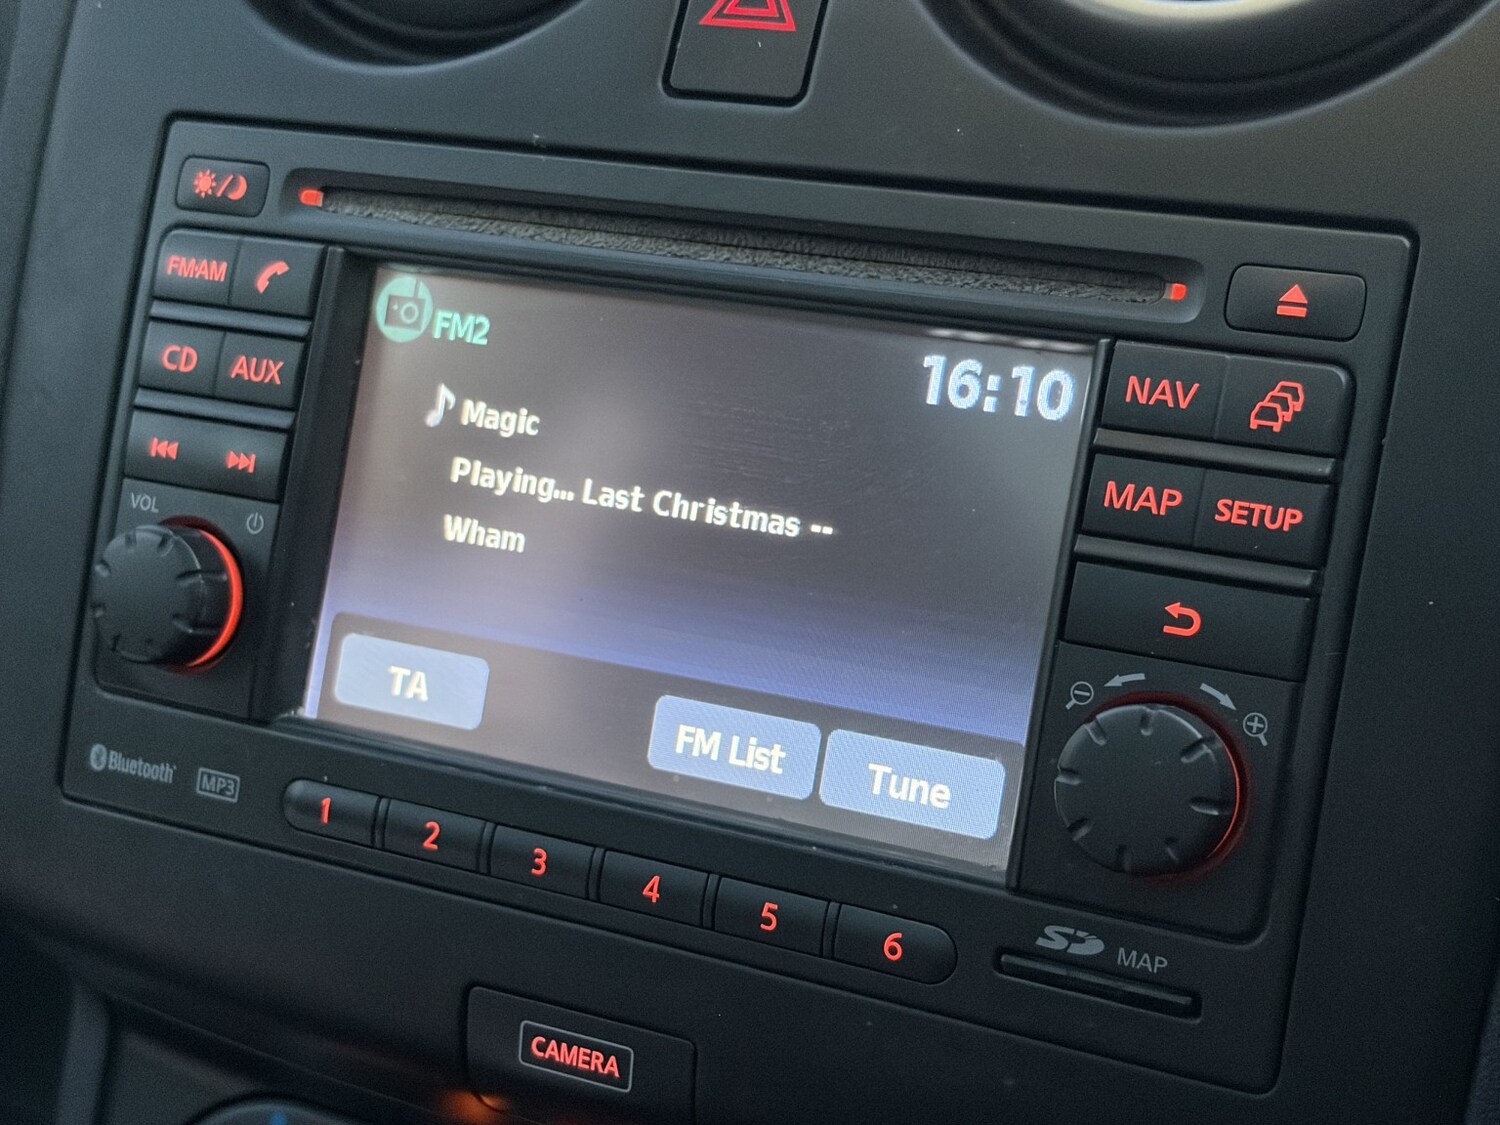 FM·AM
CD
AUX
VOL
FM2
16:10
Magic
Playing... Last Christmas --
Wham
TA
FM List
Tune
NAV
MAP
SETUP
Bluetooth
MP3
1
2
3
4
5
6
SD
MAP
CAMERA